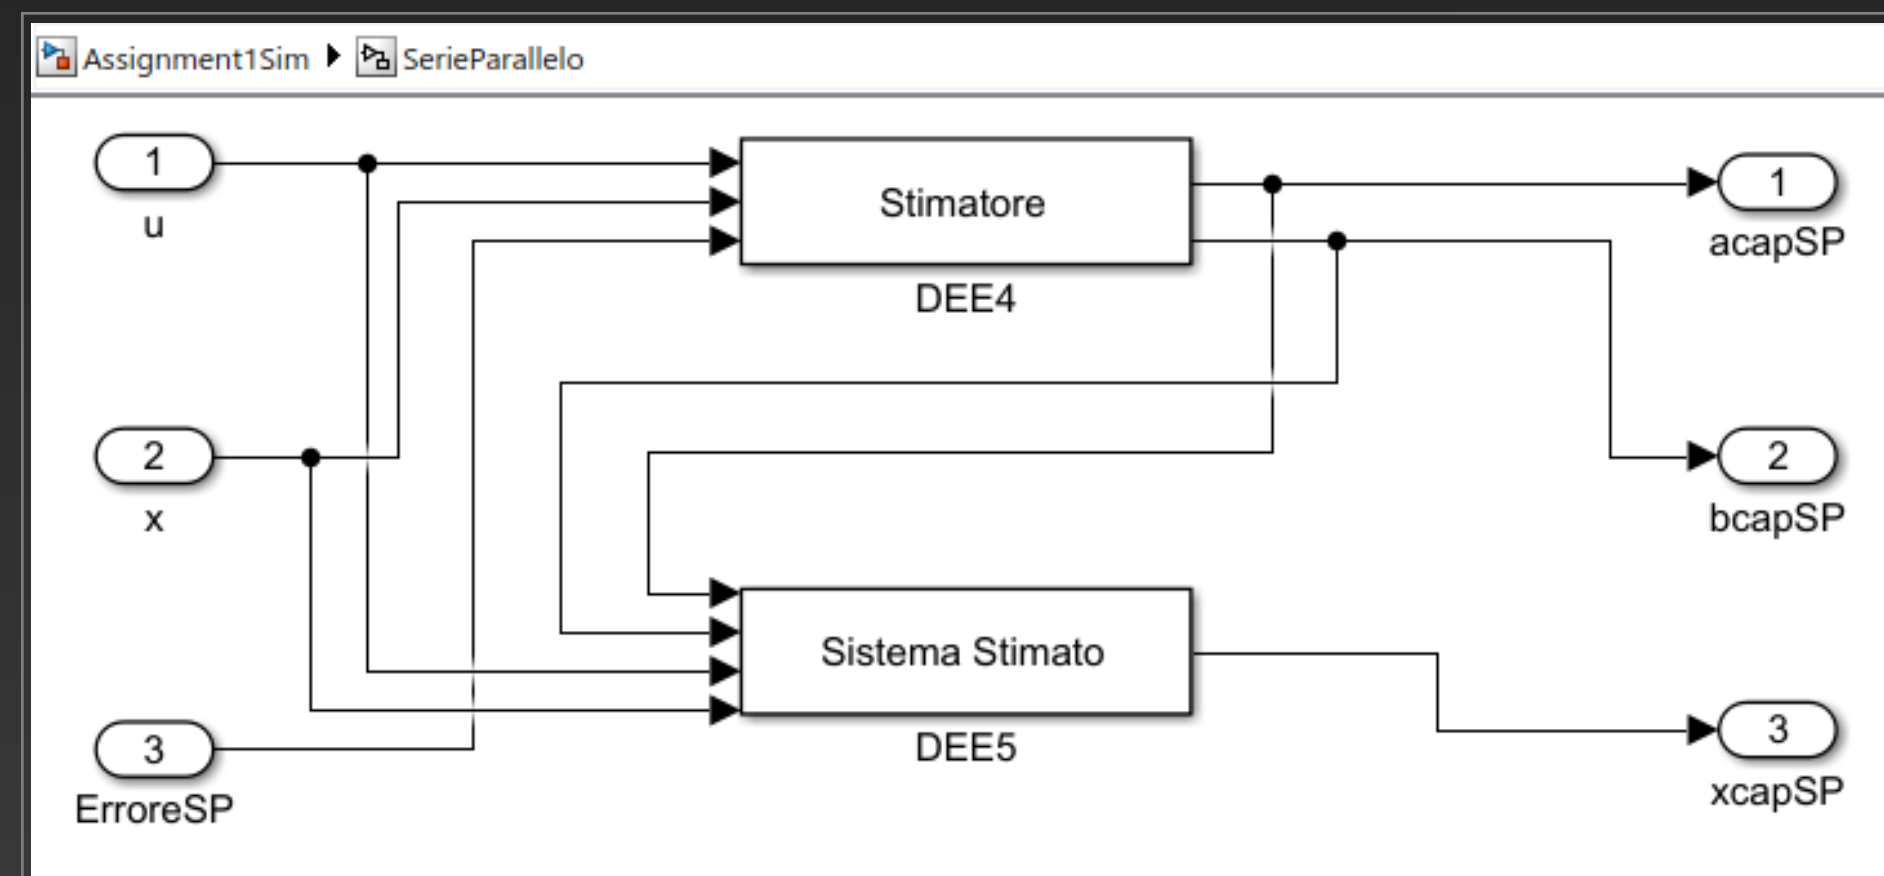 Assignment1Sim SerieParallelo
1
u
Stimatore
DEE4
1
acapSP
2
x
2
bcapSP
Sistema Stimato
DEE5
3
ErroreSP
3
xcapSP